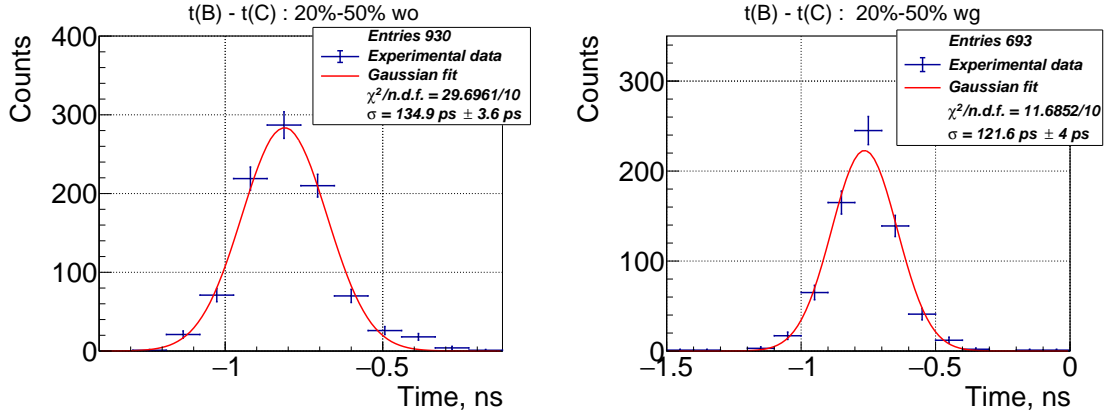 t(B) - t(C) : 20%-50% wo
Entries 930
Experimental data
Gaussian fit
χ²/n.d.f. = 29.6961/10
σ = 134.9 ps ± 3.6 ps
Counts
400
300
200
100
0
−1
−0.5
Time, ns
t(B) - t(C) : 20%-50% wg
Entries 693
Experimental data
Gaussian fit
χ²/n.d.f. = 11.6852/10
σ = 121.6 ps ± 4 ps
Counts
300
200
100
0
−1.5
−1
−0.5
0
Time, ns